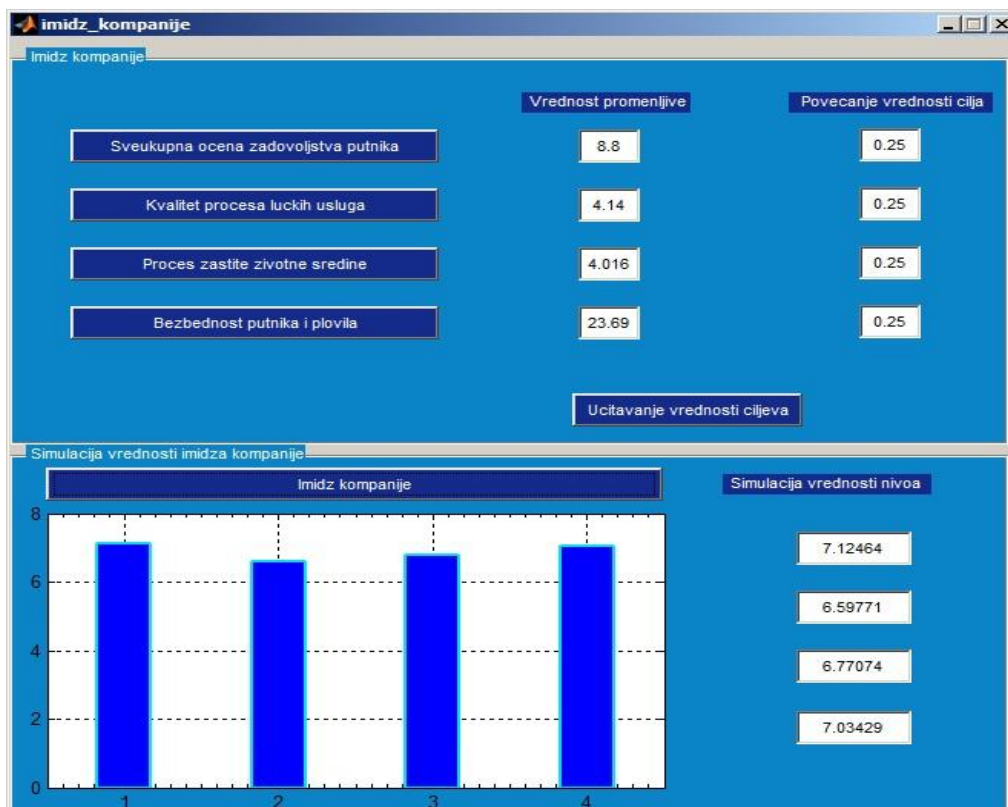 imidz_kompanije
Imidz kompanije
Vrednost promenljive Povecanje vrednosti cilja
Sveukupna ocena zadovoljstva putnika 8.8 0.25
Kvalitet procesa luckih usluga 4.14 0.25
Proces zastite zivotne sredine 4.016 0.25
Bezbednost putnika i plovila 23.69 0.25
Ucitavanje vrednosti ciljeva
Simulacija vrednosti imidza kompanije
Imidz kompanije Simulacija vrednosti nivoa
8
7.12464
6
6.59771
4
6.77074
2
7.03429
0
1 2 3 4